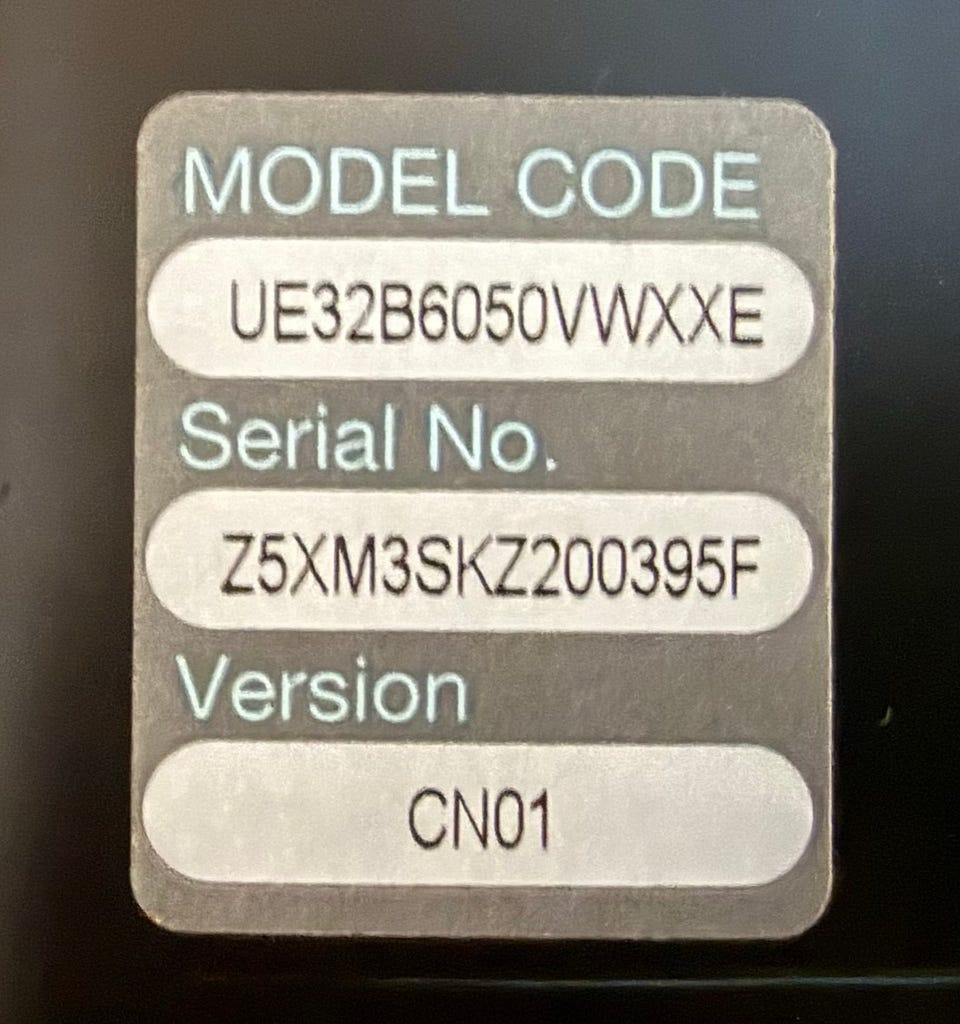 MODEL CODE
UE32B6050VWXXE
Serial No.
Z5XM3SKZ200395F
Version
CN01